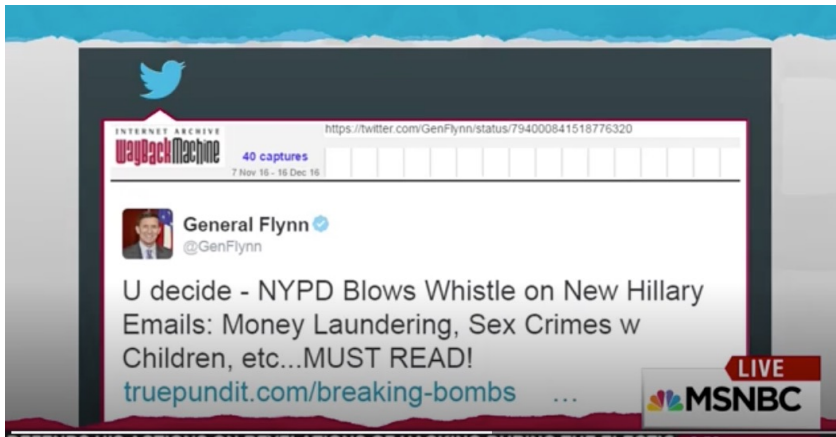 INTERNET ARCHIVE
WayBackMachine
https://twitter.com/GenFlynn/status/794000841518776320
40 captures
7 Nov 16 - 16 Dec 16
General Flynn
@GenFlynn
U decide - NYPD Blows Whistle on New Hillary
Emails: Money Laundering, Sex Crimes w
Children, etc...MUST READ!
truepundit.com/breaking-bombs ...
LIVE
MSNBC